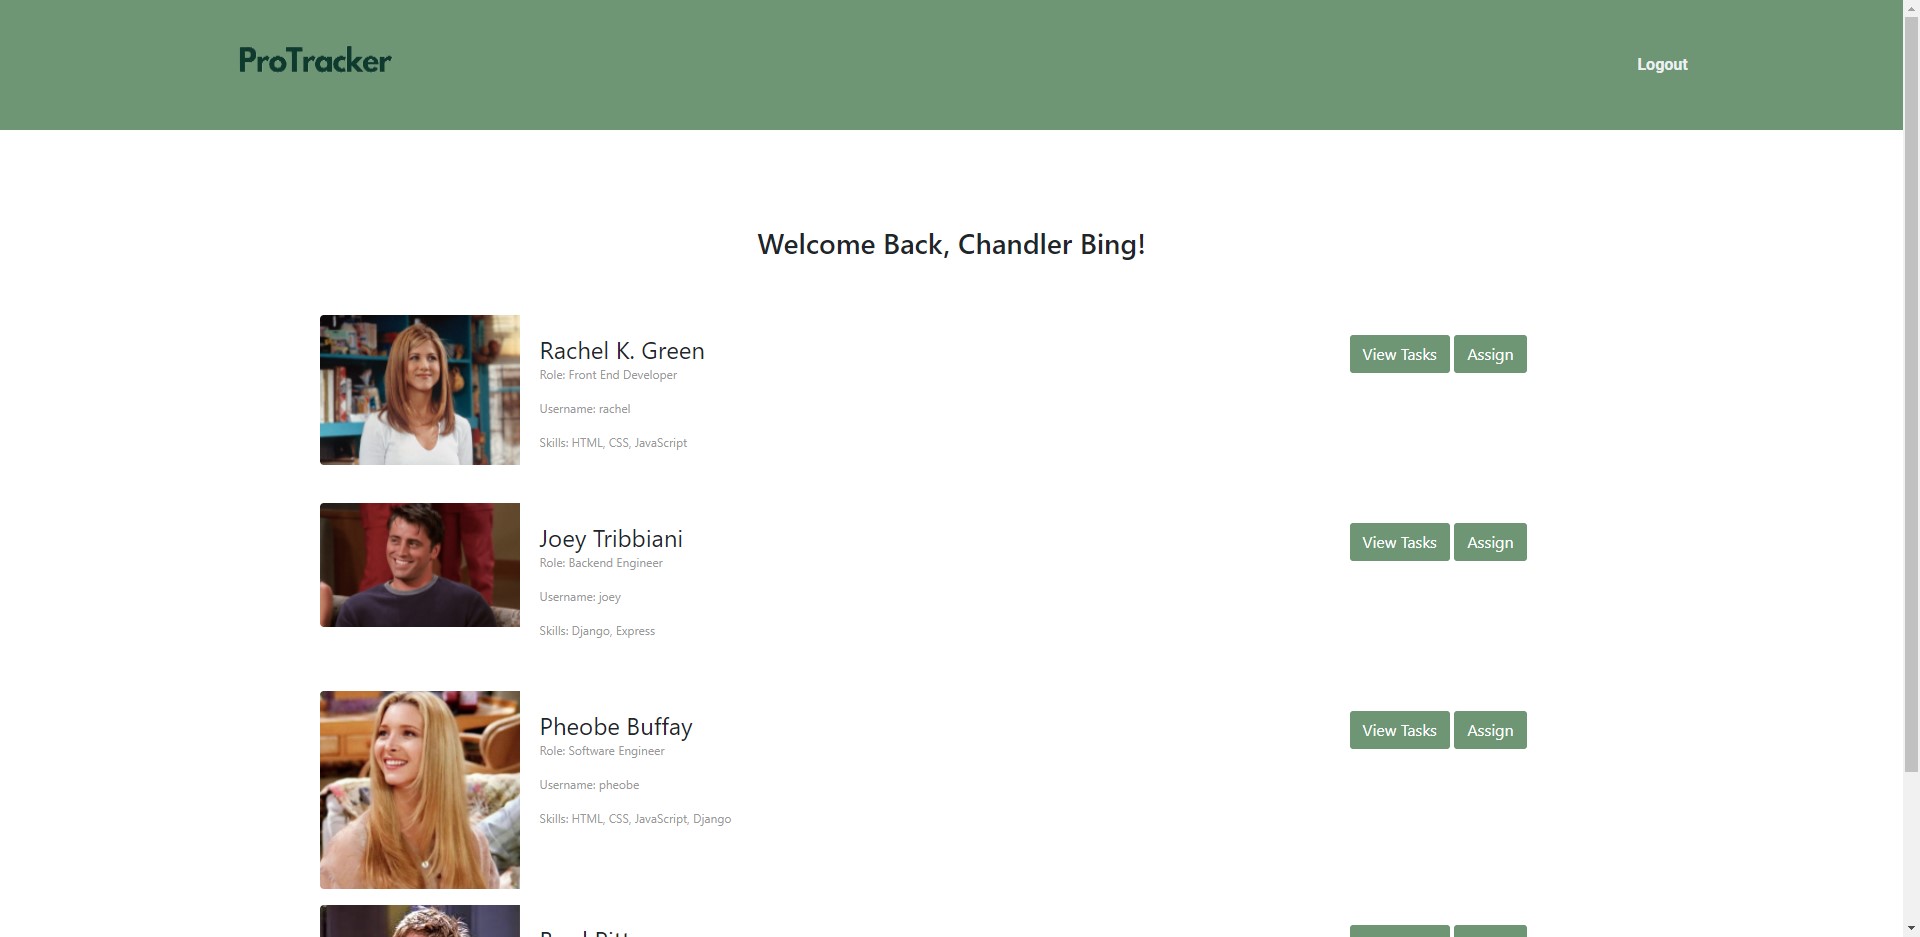 ProTracker
Logout
Welcome Back, Chandler Bing!
Rachel K. Green
View Tasks
Assign
Role: Front End Developer
Username: rachel
Skills: HTML, CSS, JavaScript
Joey Tribbiani
View Tasks
Assign
Role: Backend Engineer
Username: joey
Skills: Django, Express
Pheobe Buffay
View Tasks
Assign
Role: Software Engineer
Username: pheobe
Skills: HTML, CSS, JavaScript, Django